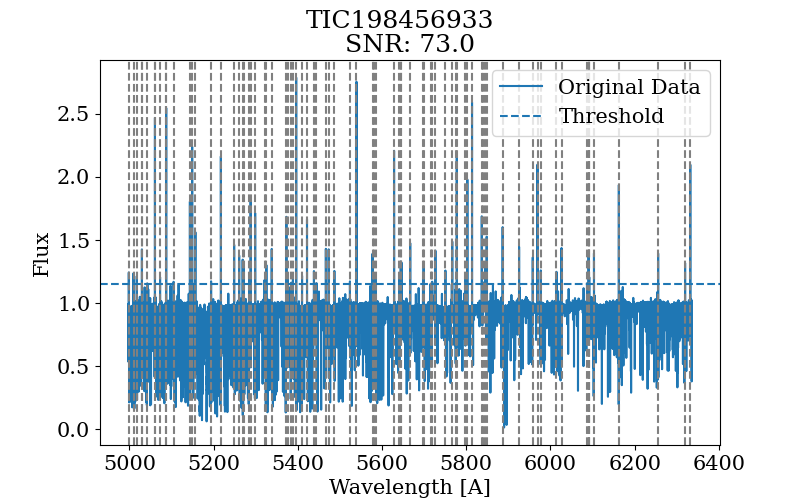 TIC198456933
SNR: 73.0
Original Data
Threshold
2.5
2.0
1.5
1.0
0.5
0.0
Flux
5000 5200 5400 5600 5800 6000 6200 6400
Wavelength [A]